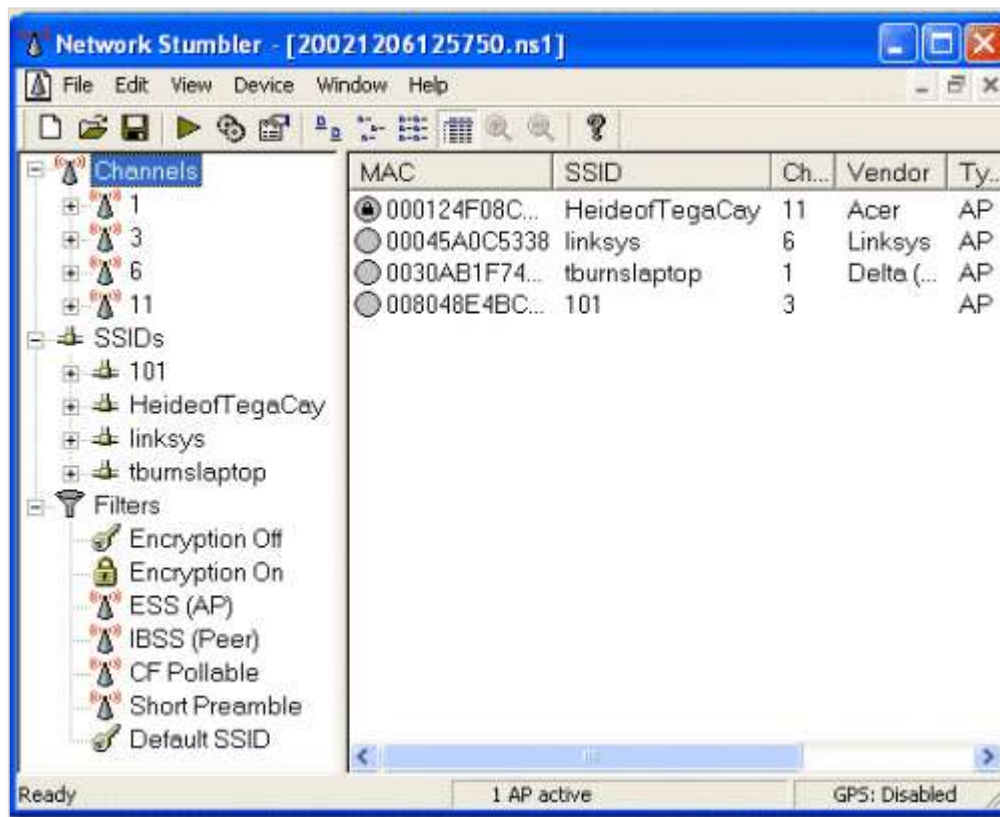 Network Stumbler - [20021206125750.ns1]
File Edit View Device Window Help
Channels
1
3
6
11
SSIDs
101
HeideofTegaCay
linksys
tburnslaptop
Filters
Encryption Off
Encryption On
ESS (AP)
IBSS (Peer)
CF Pollable
Short Preamble
Default SSID
MAC SSID Ch... Vendor Ty...
000124F08C... HeideofTegaCay 11 Acer AP
00045A0C5338 linksys 6 Linksys AP
0030AB1F74... tburnslaptop 1 Delta (... AP
008048E4BC... 101 3 AP
Ready 1 AP active GPS: Disabled